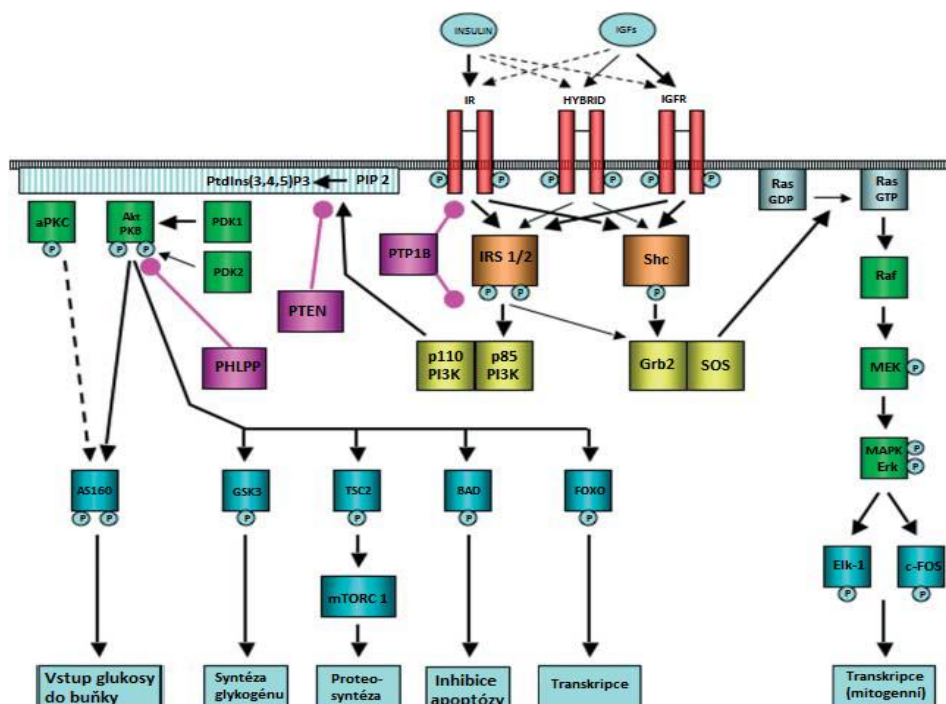 INSULIN
IGFs
IR
HYBRID
IGFR
PtdIns(3,4,5)P3
PIP 2
P
P
P
P
P
P
Ras
GDP
Ras
GTP
aPKC
P
Akt
PKB
P
P
PDK1
PDK2
PTEN
PHLPP
PTP1B
IRS 1/2
P
P
Shc
P
p110
PI3K
p85
PI3K
Grb2
SOS
Raf
MEK
P
MAPK
Erk
P
P
AS160
P
P
GSK3
P
TSC2
P
BAD
P
FOXO
P
mTORC 1
Elk-1
P
c-FOS
P
Vstup glukosy
do buňky
Syntéza
glykogénu
Proteo-
syntéza
Inhibice
apoptózy
Transkripce
Transkripce
(mitogenní)